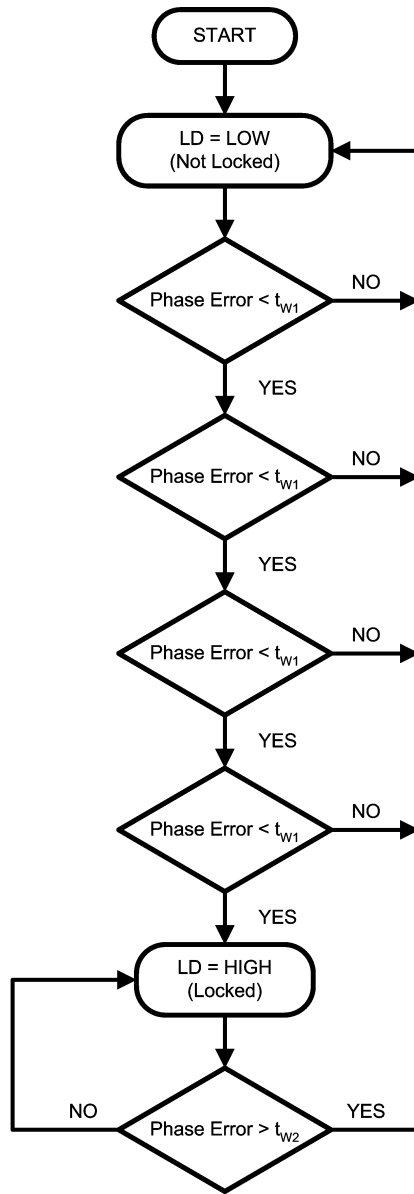 START
LD = LOW
(Not Locked)
Phase Error < tW1
NO
YES
Phase Error < tW1
NO
YES
Phase Error < tW1
NO
YES
Phase Error < tW1
NO
YES
LD = HIGH
(Locked)
NO
Phase Error > tW2
YES